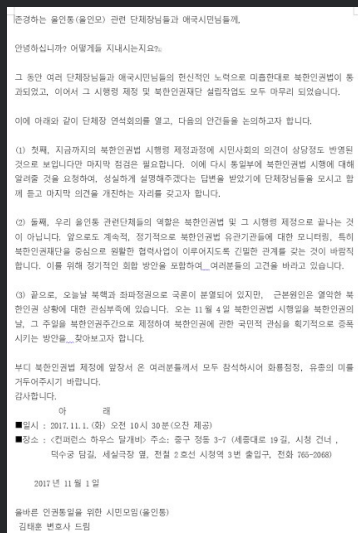 존경하는 올인통(올인모) 관련 단체장님들과 애국시민님들께,
안녕하십니까? 어떻게들 지내시는지요?
그 동안 여러 단체장님들과 애국시민님들의 헌신적인 노력으로 미흡한대로 북한인권법이 통
과되었고, 이어서 그 시행령 제정 및 북한인권재단 설립작업도 모두 마무리 되었습니다.
이에 아래와 같이 단체장 연석회의를 열고, 다음의 안건들을 논의하고자 합니다.
(1) 첫째, 지금까지의 북한인권법 시행령 제정과정에 시민사회의 의견이 상당정도 반영된
것으로 보입니다만 마지막 점검은 필요합니다. 이에 다시 통일부에 북한인권법 시행에 대해
알려줄 것을 요청하여, 성실하게 설명해주겠다는 답변을 받았기에 단체장님들을 모시고 함
께 듣고 마지막 의견을 개진하는 자리를 갖고자 합니다.
(2) 둘째, 우리 올인통 관련단체들의 역할은 북한인권법 및 그 시행령 제정으로 끝나는 것
이 아닙니다. 앞으로도 계속적, 정기적으로 북한인권법 유관기관들에 대한 모니터링, 특히
북한인권재단을 중심으로 원활한 협력사업이 이루어지도록 긴밀한 관계를 갖는 것이 바람직
합니다. 이를 위해 정기적인 회합 방안을 포함하여 여러분들의 고견을 바라고 있습니다.
(3) 끝으로, 오늘날 북핵과 좌파정권으로 국론이 분열되어 있지만, 근본원인은 열악한 북
한인권 상황에 대한 관심부족에 있습니다. 오는 11월 4일 북한인권법 시행일을 북한인권의
날, 그 주일을 북한인권주간으로 제정하여 북한인권에 관한 국민적 관심을 획기적으로 증폭
시키는 방안을 찾아보고자 합니다.
부디 북한인권법 제정에 앞장서 온 여러분들께서 모두 참석하시어 화룡점정, 유종의 미를
거두어주시기 바랍니다.
감사합니다.
아 래
■일시 : 2017.11.1.(화) 오전 10시 30분(오찬 제공)
■장소 : <컨퍼런스 하우스 달개비> 주소: 중구 정동 3-7 (세종대로 19길, 시청 건너,
덕수궁 담길, 세실극장 옆, 전철 2호선 시청역 3번 출입구, 전화 765-2068)
2017년 11월 1일
올바른 인권통일을 위한 시민모임(올인통)
김태훈 변호사 드림